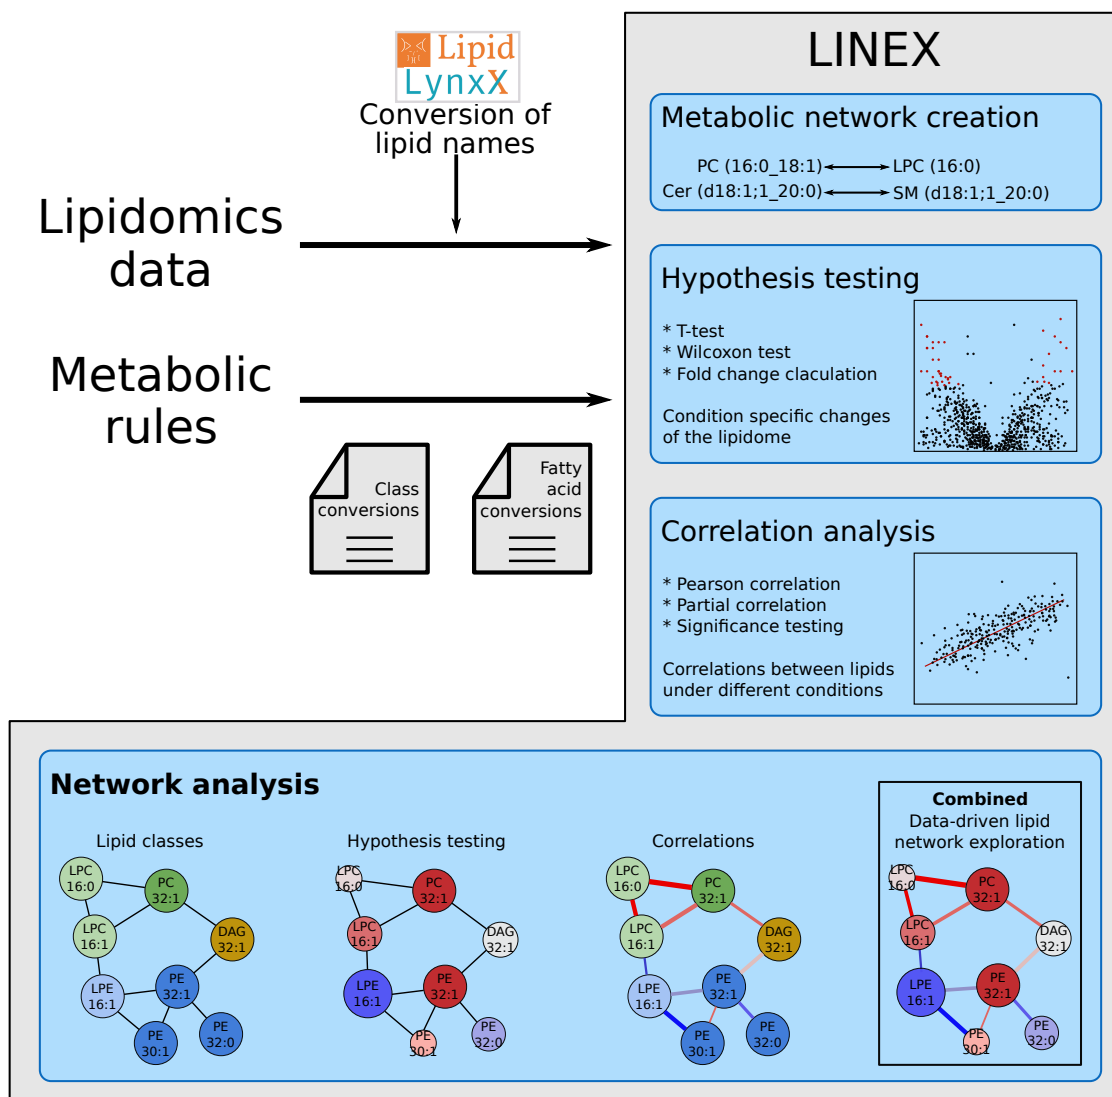 Lipid
LynxX
Conversion of
lipid names
Lipidomics
data
Metabolic
rules
Class
conversions
Fatty
acid
conversions
LINEX
Metabolic network creation
PC (16:0_18:1) LPC (16:0)
Cer (d18:1;1_20:0) SM (d18:1;1_20:0)
Hypothesis testing
* T-test
* Wilcoxon test
* Fold change claculation
Condition specific changes
of the lipidome
Correlation analysis
* Pearson correlation
* Partial correlation
* Significance testing
Correlations between lipids
under different conditions
Network analysis
Lipid classes
LPC
16:0
PC
32:1
LPC
16:1
DAG
32:1
LPE
16:1
PE
32:1
PE
30:1
PE
32:0
Hypothesis testing
LPC
16:0
PC
32:1
LPC
16:1
DAG
32:1
LPE
16:1
PE
32:1
PE
30:1
PE
32:0
Correlations
LPC
16:0
PC
32:1
LPC
16:1
DAG
32:1
LPE
16:1
PE
32:1
PE
30:1
PE
32:0
Combined
Data-driven lipid
network exploration
LPC
16:0
PC
32:1
LPC
16:1
DAG
32:1
LPE
16:1
PE
32:1
PE
30:1
PE
32:0